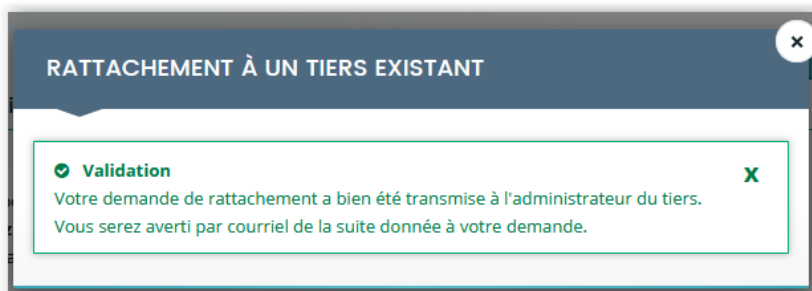 RATTACHEMENT À UN TIERS EXISTANT
Validation
Votre demande de rattachement a bien été transmise à l'administrateur du tiers.
Vous serez averti par courriel de la suite donnée à votre demande.